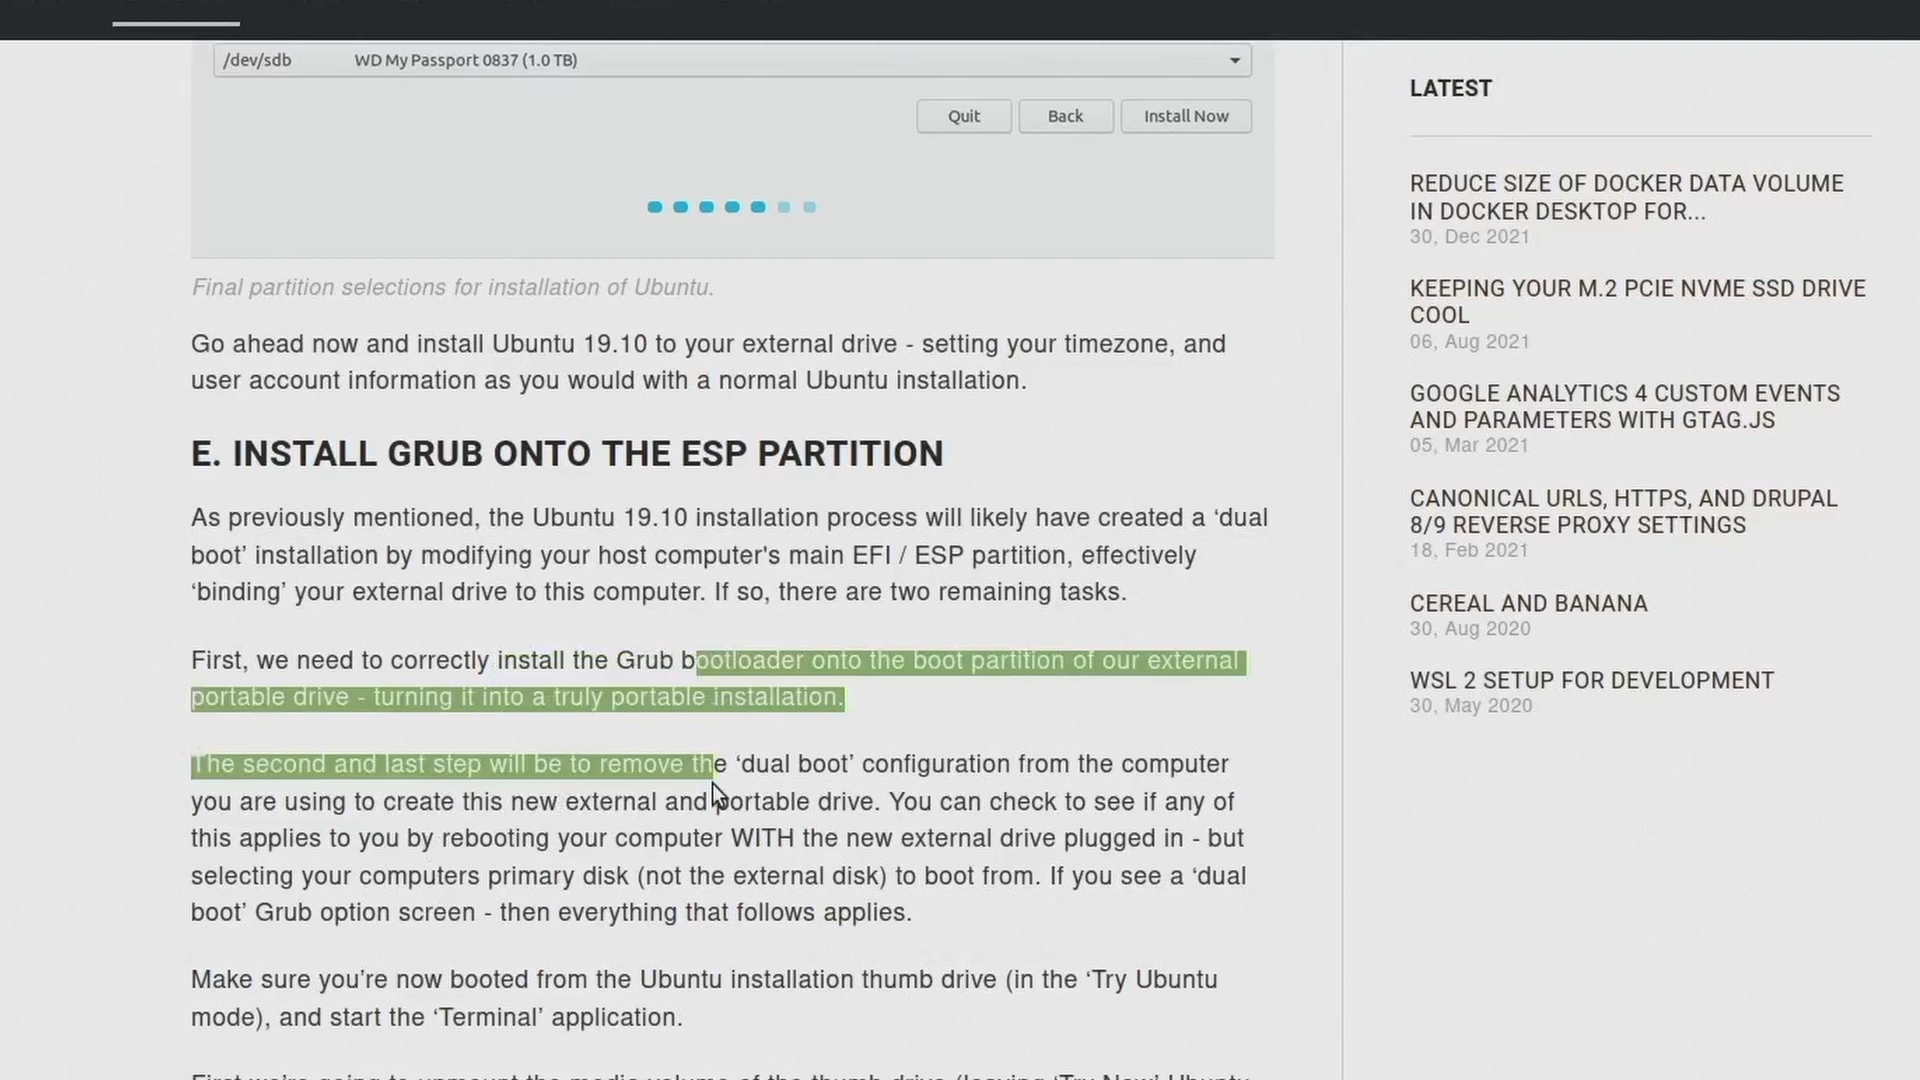 /dev/sdb WD My Passport 0837 (1.0 TB)
Quit Back Install Now
Final partition selections for installation of Ubuntu.
Go ahead now and install Ubuntu 19.10 to your external drive - setting your timezone, and
user account information as you would with a normal Ubuntu installation.
E. INSTALL GRUB ONTO THE ESP PARTITION
As previously mentioned, the Ubuntu 19.10 installation process will likely have created a ‘dual
boot’ installation by modifying your host computer's main EFI / ESP partition, effectively
‘binding’ your external drive to this computer. If so, there are two remaining tasks.
First, we need to correctly install the Grub bootloader onto the boot partition of our external
portable drive - turning it into a truly portable installation.
The second and last step will be to remove the ‘dual boot’ configuration from the computer
you are using to create this new external and portable drive. You can check to see if any of
this applies to you by rebooting your computer WITH the new external drive plugged in - but
selecting your computers primary disk (not the external disk) to boot from. If you see a ‘dual
boot’ Grub option screen - then everything that follows applies.
Make sure you’re now booted from the Ubuntu installation thumb drive (in the ‘Try Ubuntu
mode), and start the ‘Terminal’ application.
LATEST
REDUCE SIZE OF DOCKER DATA VOLUME
IN DOCKER DESKTOP FOR...
30, Dec 2021
KEEPING YOUR M.2 PCIE NVME SSD DRIVE
COOL
06, Aug 2021
GOOGLE ANALYTICS 4 CUSTOM EVENTS
AND PARAMETERS WITH GTAG.JS
05, Mar 2021
CANONICAL URLS, HTTPS, AND DRUPAL
8/9 REVERSE PROXY SETTINGS
18, Feb 2021
CEREAL AND BANANA
30, Aug 2020
WSL 2 SETUP FOR DEVELOPMENT
30, May 2020